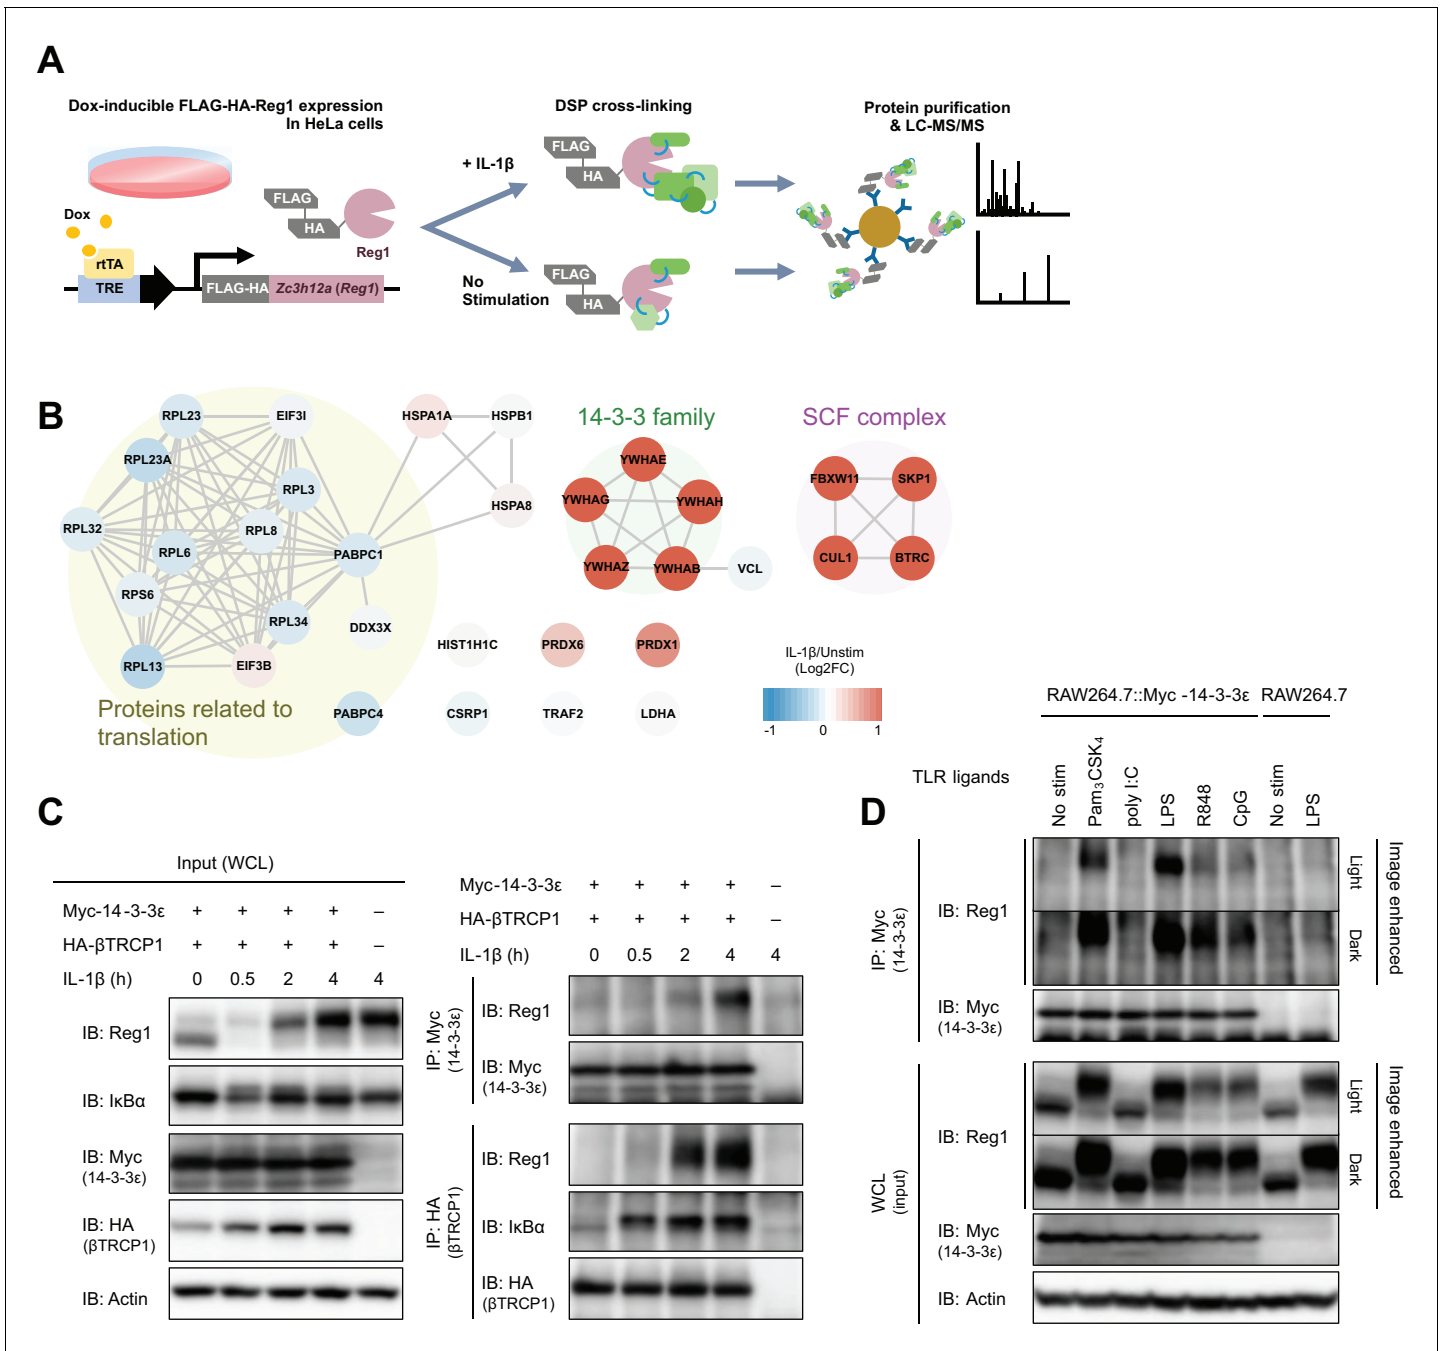 A
Dox-inducible FLAG-HA-Reg1 expression
In HeLa cells
DSP cross-linking
Protein purification
& LC-MS/MS
Dox
rtTA
TRE
FLAG
HA
Reg1
FLAG-HA
Zc3h12a (Reg1)
+ IL-1β
No
Stimulation
FLAG
HA
FLAG
HA
B
RPL23
EIF3I
RPL23A
RPL3
RPL32
RPL8
RPL6
PABPC1
RPS6
RPL34
DDX3X
RPL13
EIF3B
PABPC4
Proteins related to
translation
HSPA1A
HSPB1
HSPA8
14-3-3 family
YWHAE
YWHAG
YWHAH
YWHAZ
YWHAB
VCL
SCF complex
FBXW11
SKP1
CUL1
BTRC
HIST1H1C
PRDX6
PRDX1
CSRP1
TRAF2
LDHA
IL-1β/Unstim
(Log2FC)
-1
0
1
C
Input (WCL)
Myc-14-3-3ε + + + + –
HA-βTRCP1 + + + + –
IL-1β (h) 0 0.5 2 4 4
IB: Reg1
IB: IκBα
IB: Myc
(14-3-3ε)
IB: HA
(βTRCP1)
IB: Actin
Myc-14-3-3ε + + + + –
HA-βTRCP1 + + + + –
IL-1β (h) 0 0.5 2 4 4
IP: Myc
(14-3-3ε)
IB: Reg1
IB: Myc
(14-3-3ε)
IP: HA
(βTRCP1)
IB: Reg1
IB: IκBα
IB: HA
(βTRCP1)
D
RAW264.7::Myc -14-3-3ε
RAW264.7
TLR ligands
No stim
Pam3CSK4
poly I:C
LPS
R848
CpG
No stim
LPS
IP: Myc
(14-3-3ε)
IB: Reg1
Light
Dark
Image enhanced
IB: Myc
(14-3-3ε)
WCL
(input)
IB: Reg1
Light
Dark
Image enhanced
IB: Myc
(14-3-3ε)
IB: Actin